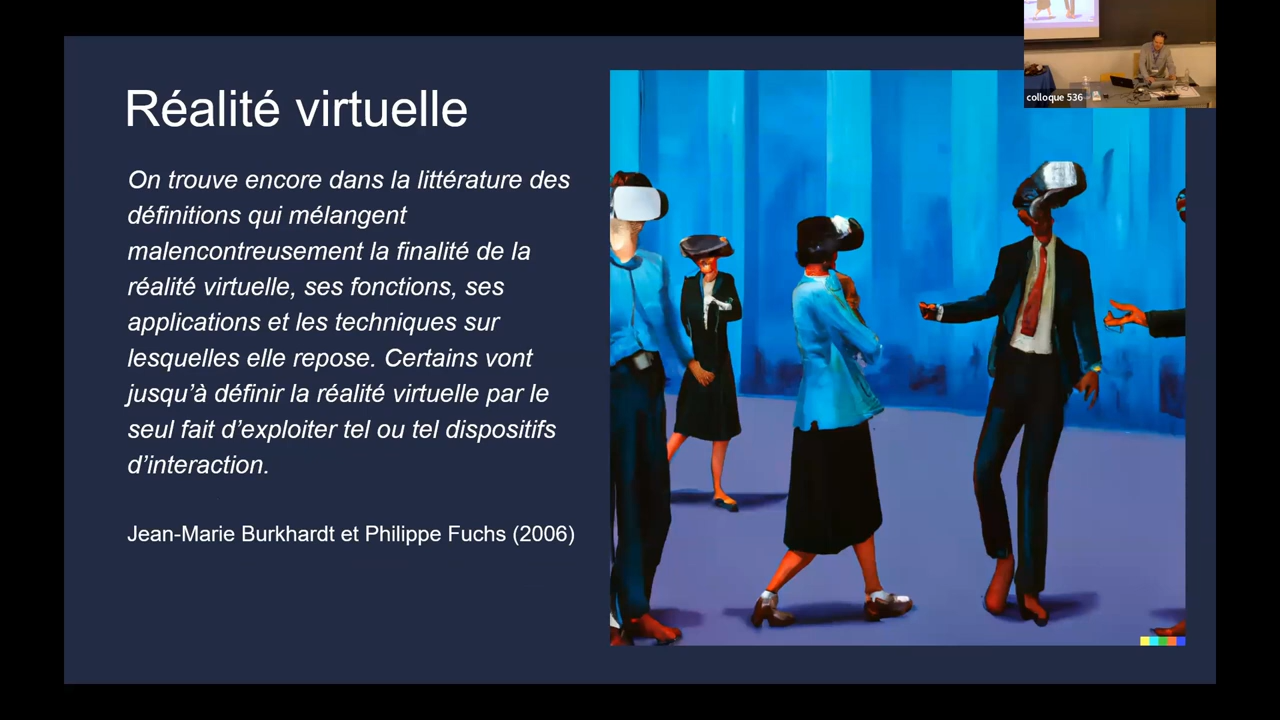 Réalité virtuelle
On trouve encore dans la littérature des
définitions qui mélangent
malencontreusement la finalité de la
réalité virtuelle, ses fonctions, ses
applications et les techniques sur
lesquelles elle repose. Certains vont
jusqu’à définir la réalité virtuelle par le
seul fait d’exploiter tel ou tel dispositifs
d’interaction.
Jean-Marie Burkhardt et Philippe Fuchs (2006)
colloque 536